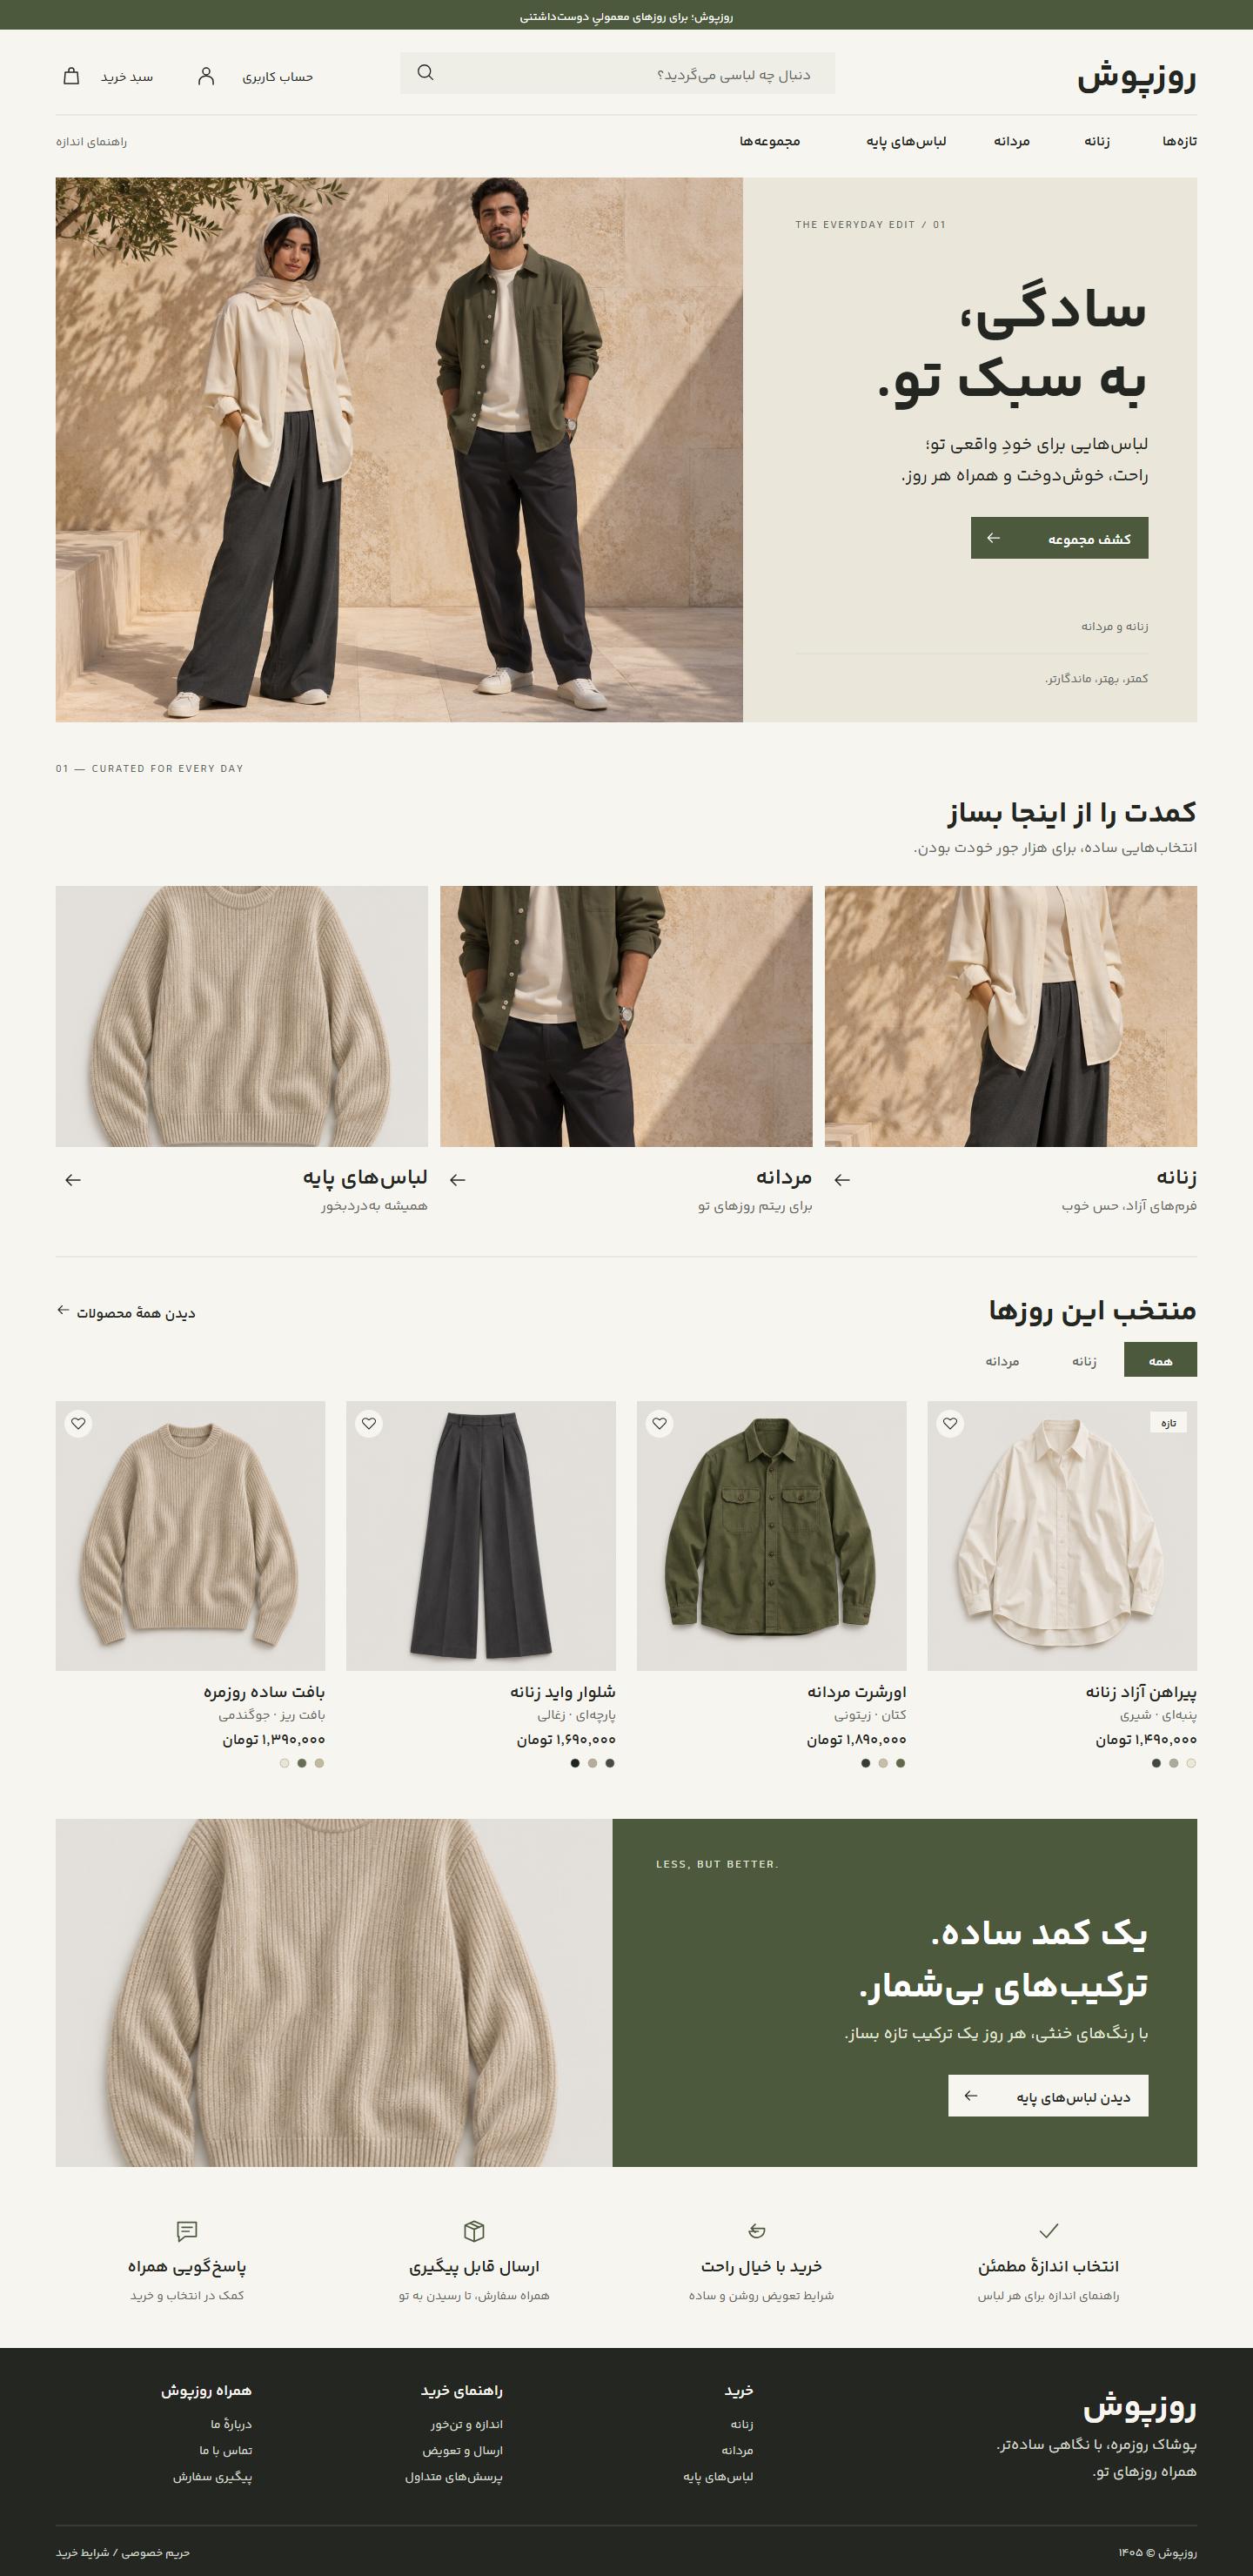 روزپوش؛ برای روزهای معمولیِ دوست‌داشتنی
روزپوش
دنبال چه لباسی می‌گردید؟
حساب کاربری
سبد خرید
تازه‌ها
زنانه
مردانه
لباس‌های پایه
مجموعه‌ها
راهنمای اندازه
THE EVERYDAY EDIT / 01
سادگی،
به سبک تو.
لباس‌هایی برای خودِ واقعی تو؛
راحت، خوش‌دوخت و همراه هر روز.
کشف مجموعه
زنانه و مردانه
کمتر، بهتر، ماندگارتر.
01 — CURATED FOR EVERY DAY
کمدت را از اینجا بساز
انتخاب‌هایی ساده، برای هزار جور خودت بودن.
زنانه
فرم‌های آزاد، حس خوب
مردانه
برای ریتم روزهای تو
لباس‌های پایه
همیشه به‌دردبخور
منتخب این روزها
دیدن همهٔ محصولات
همه
زنانه
مردانه
تازه
پیراهن آزاد زنانه
پنبه‌ای · شیری
۱,۴۹۰,۰۰۰ تومان
اورشرت مردانه
کتان · زیتونی
۱,۸۹۰,۰۰۰ تومان
شلوار واید زنانه
پارچه‌ای · زغالی
۱,۶۹۰,۰۰۰ تومان
بافت ساده روزمره
بافت ریز · جوگندمی
۱,۳۹۰,۰۰۰ تومان
LESS, BUT BETTER.
یک کمد ساده.
ترکیب‌های بی‌شمار.
با رنگ‌های خنثی، هر روز یک ترکیب تازه بساز.
دیدن لباس‌های پایه
انتخاب اندازهٔ مطمئن
راهنمای اندازه برای هر لباس
خرید با خیال راحت
شرایط تعویض روشن و ساده
ارسال قابل پیگیری
همراه سفارش، تا رسیدن به تو
پاسخ‌گویی همراه
کمک در انتخاب و خرید
روزپوش
پوشاک روزمره، با نگاهی ساده‌تر.
همراه روزهای تو.
خرید
زنانه
مردانه
لباس‌های پایه
راهنمای خرید
اندازه و تن‌خور
ارسال و تعویض
پرسش‌های متداول
همراه روزپوش
دربارهٔ ما
تماس با ما
پیگیری سفارش
روزپوش © ۱۴۰۵
حریم خصوصی / شرایط خرید